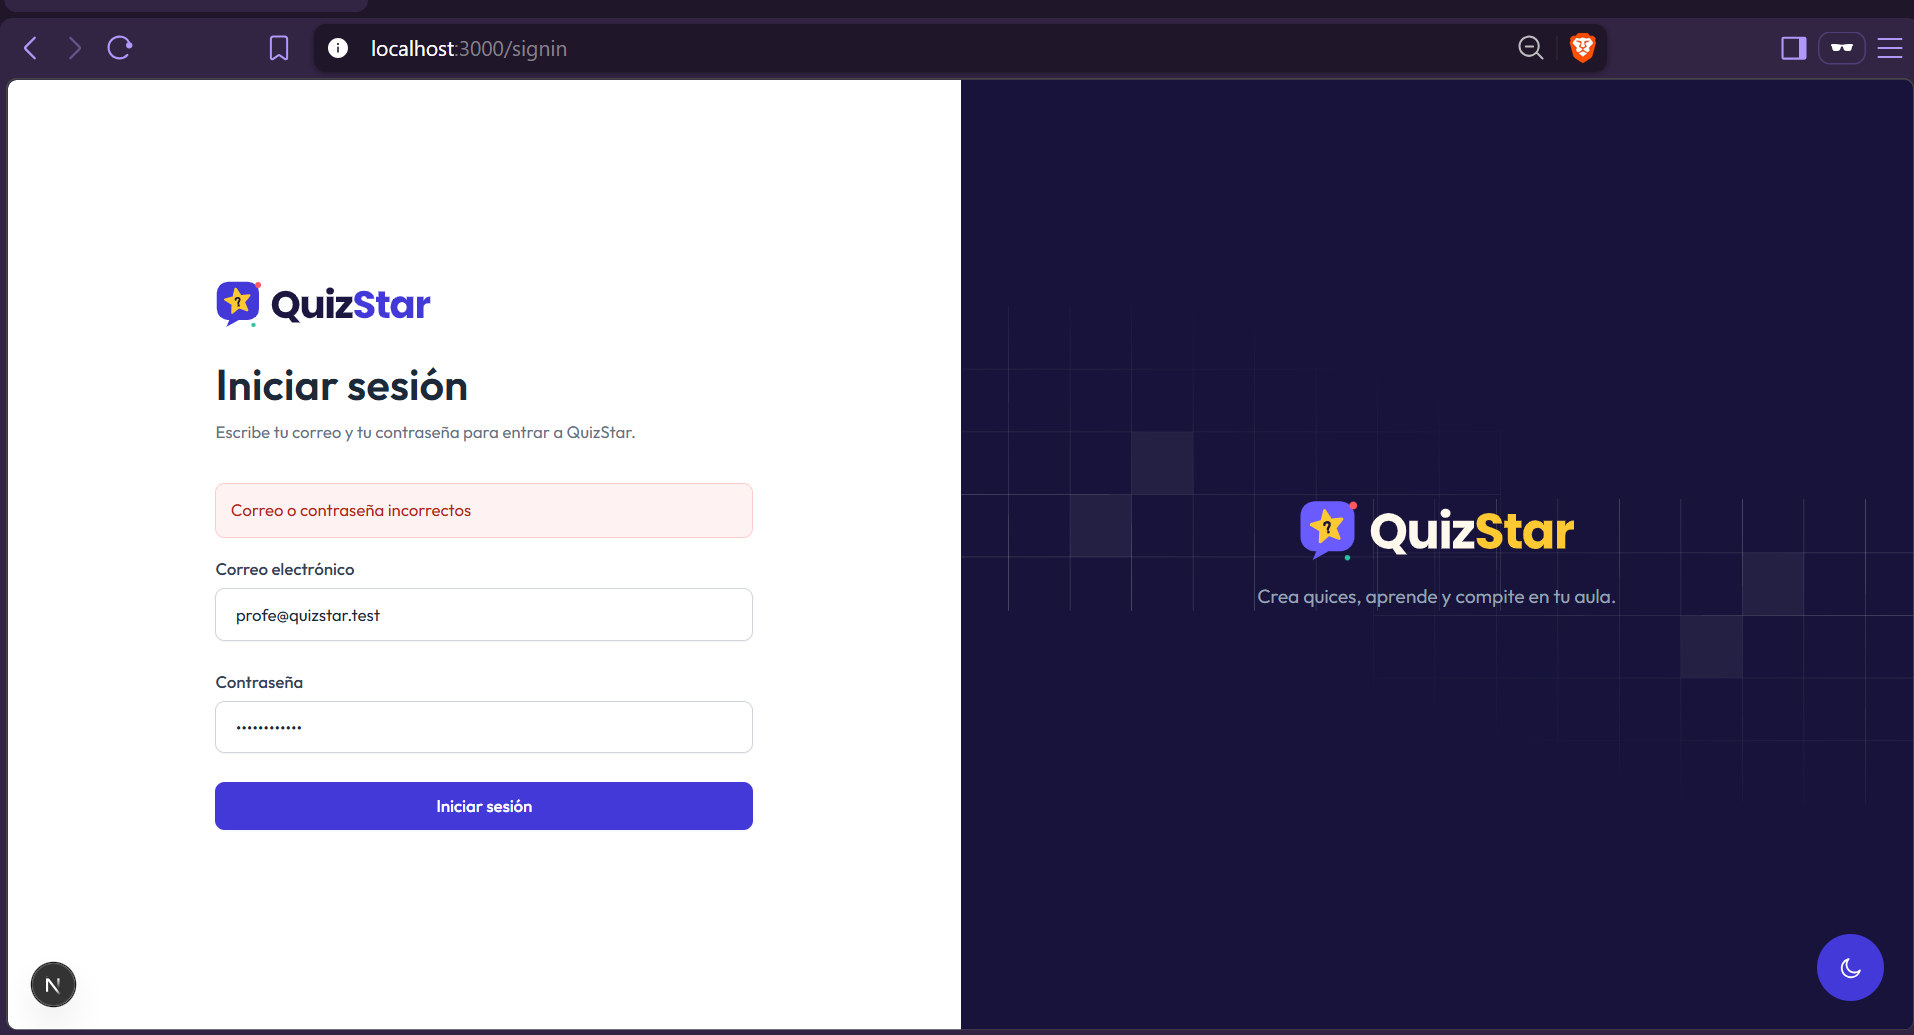 localhost:3000/signin
QuizStar
Iniciar sesión
Escribe tu correo y tu contraseña para entrar a QuizStar.
Correo o contraseña incorrectos
Correo electrónico
profe@quizstar.test
Contraseña
••••••••••••
Iniciar sesión
N
?
QuizStar
Crea quices, aprende y compite en tu aula.